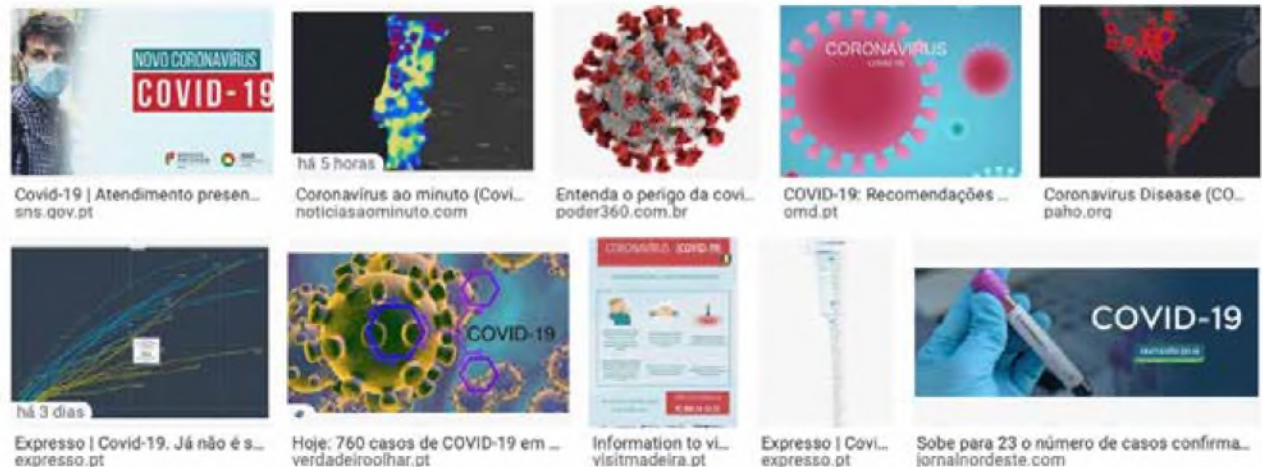 NOVO CORONAVÍRUS
COVID-19
há 5 horas
CORONAVIRUS
COVID-19
Covid-19 | Atendimento presen...
sns.gov.pt
Coronavírus ao minuto (Covi...
noticiasaominuto.com
Entenda o perigo da covi...
poder360.com.br
COVID-19: Recomendações ...
omd.pt
Coronavirus Disease (CO...
paho.org
há 3 dias
COVID-19
CORONAVÍRUS (COVID-19)
COVID-19
Expresso | Covid-19. Já não é s...
expresso.pt
Hoje: 760 casos de COVID-19 em ...
verdadeiroolhar.pt
Information to vi...
visitmadeira.pt
Expresso | Covi...
expresso.pt
Sobe para 23 o número de casos confirma...
jornalnordeste.com